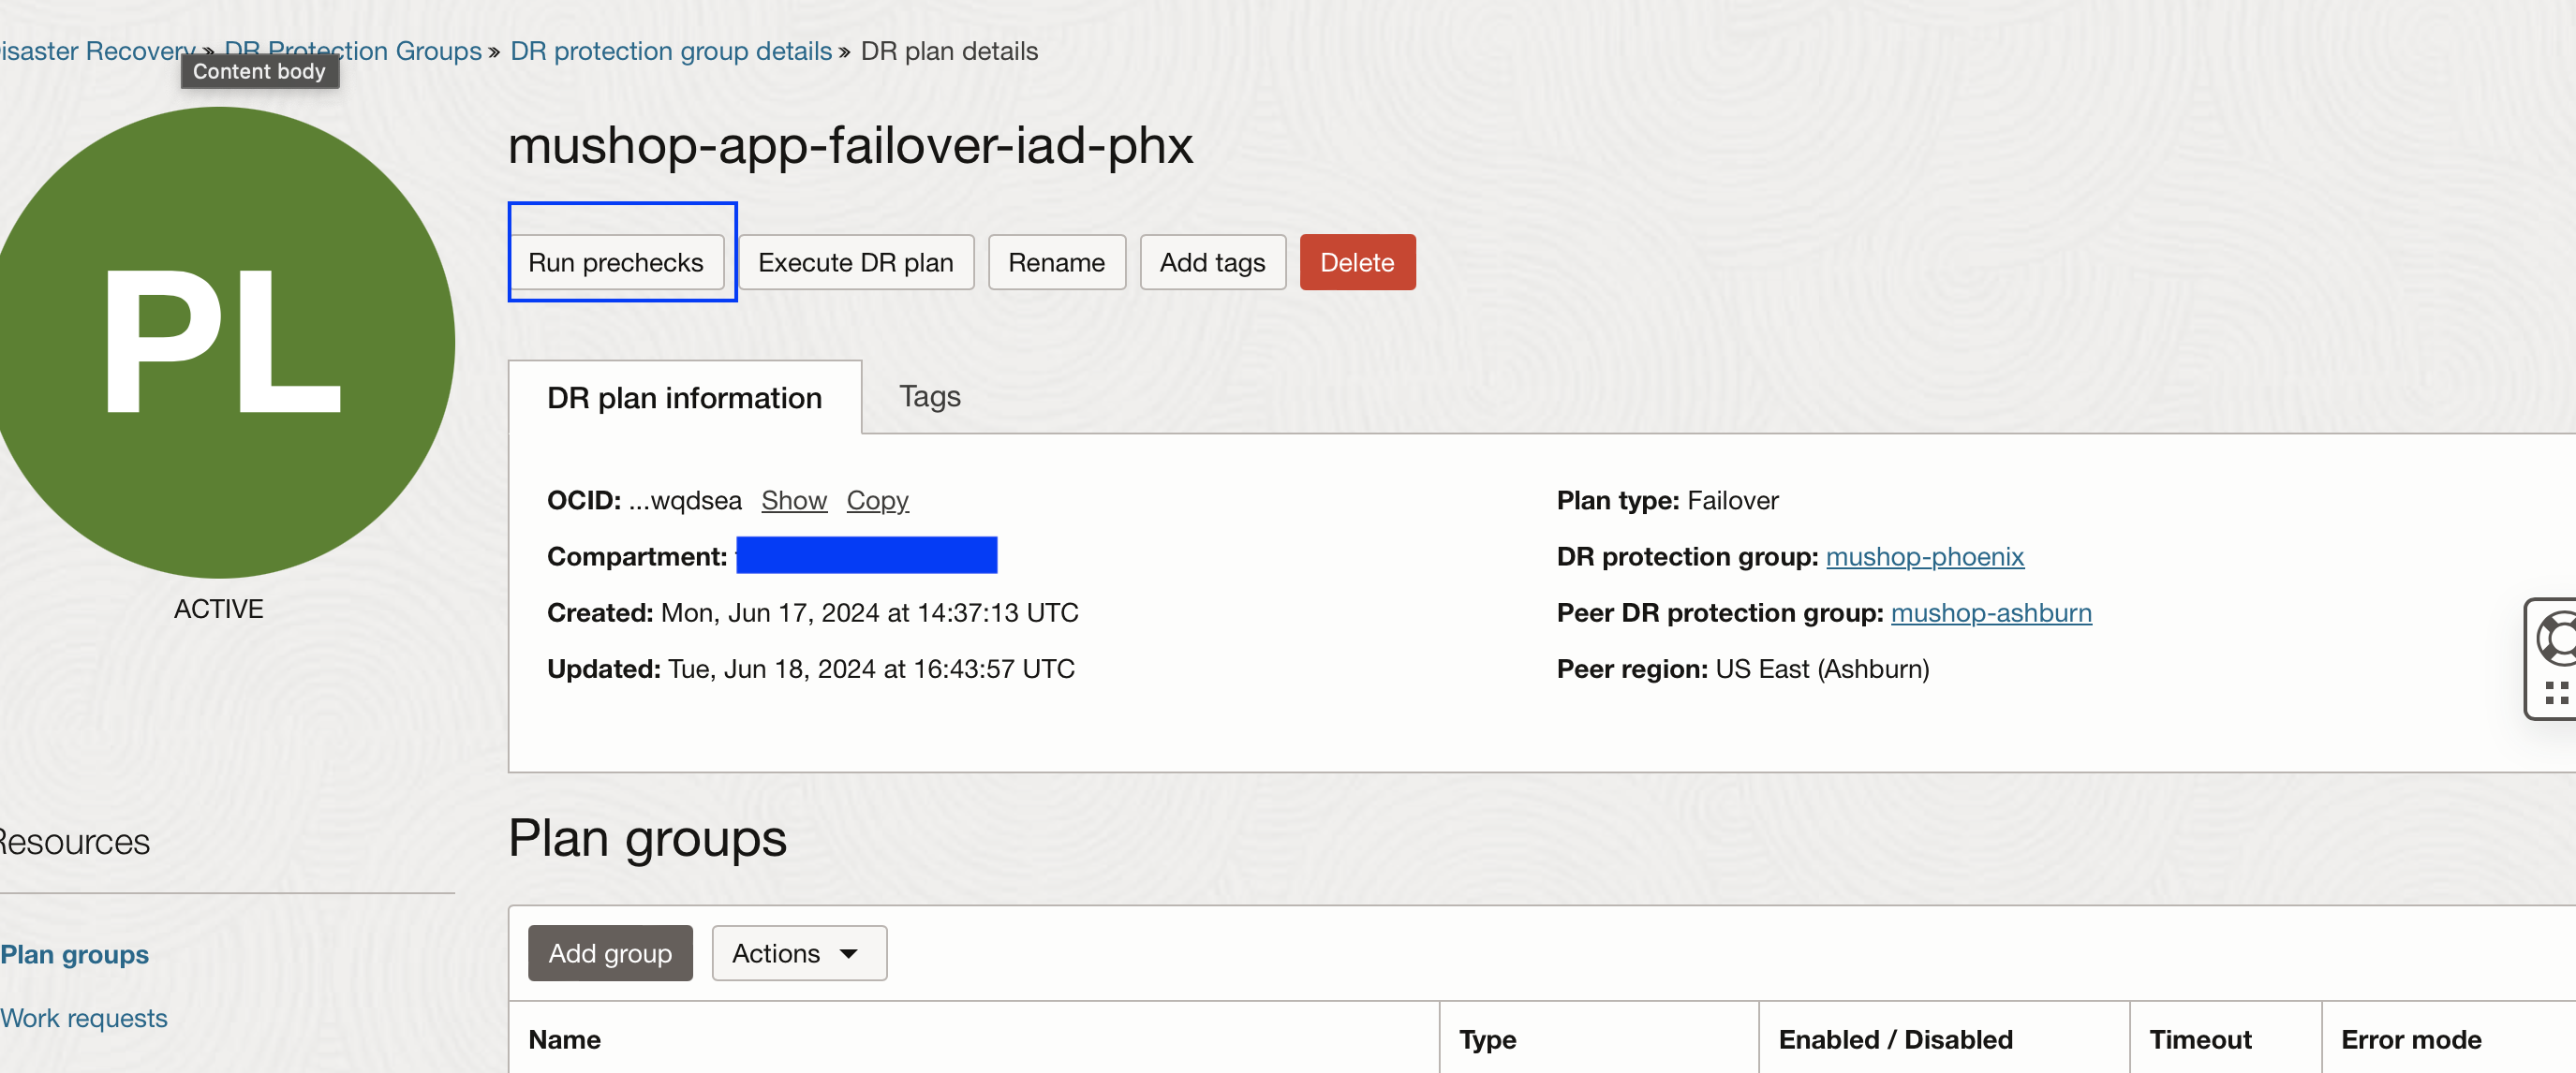 isaster Recovery » DR Protection Groups » DR protection group details » DR plan details
Content body
PL
ACTIVE
mushop-app-failover-iad-phx
Run prechecks Execute DR plan Rename Add tags Delete
DR plan information Tags
OCID: ...wqdsea Show Copy
Compartment:
Created: Mon, Jun 17, 2024 at 14:37:13 UTC
Updated: Tue, Jun 18, 2024 at 16:43:57 UTC
Plan type: Failover
DR protection group: mushop-phoenix
Peer DR protection group: mushop-ashburn
Peer region: US East (Ashburn)
Resources
Plan groups
Work requests
Plan groups
Add group Actions
Name Type Enabled / Disabled Timeout Error mode